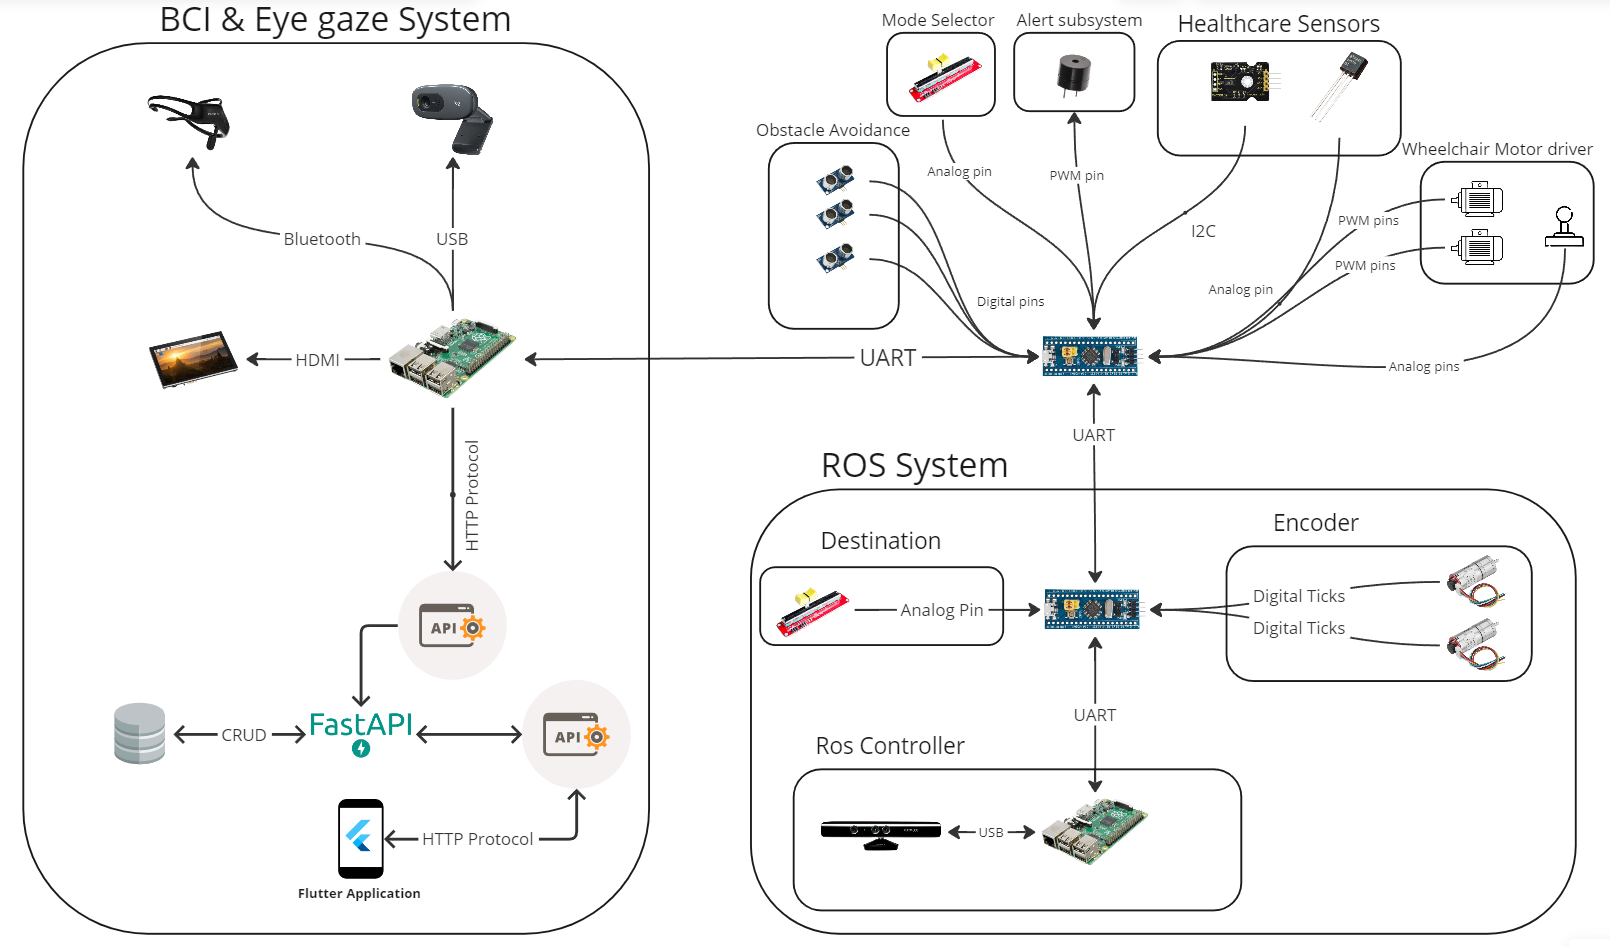 BCI & Eye gaze System
Bluetooth
USB
HDMI
HTTP Protocol
API
CRUD
FastAPI
API
HTTP Protocol
Flutter Application
UART
Mode Selector
Alert subsystem
Healthcare Sensors
Obstacle Avoidance
Wheelchair Motor driver
Analog pin
PWM pin
I2C
PWM pins
PWM pins
Analog pin
Digital pins
Analog pins
UART
ROS System
Destination
Encoder
Analog Pin
Digital Ticks
Digital Ticks
UART
Ros Controller
USB